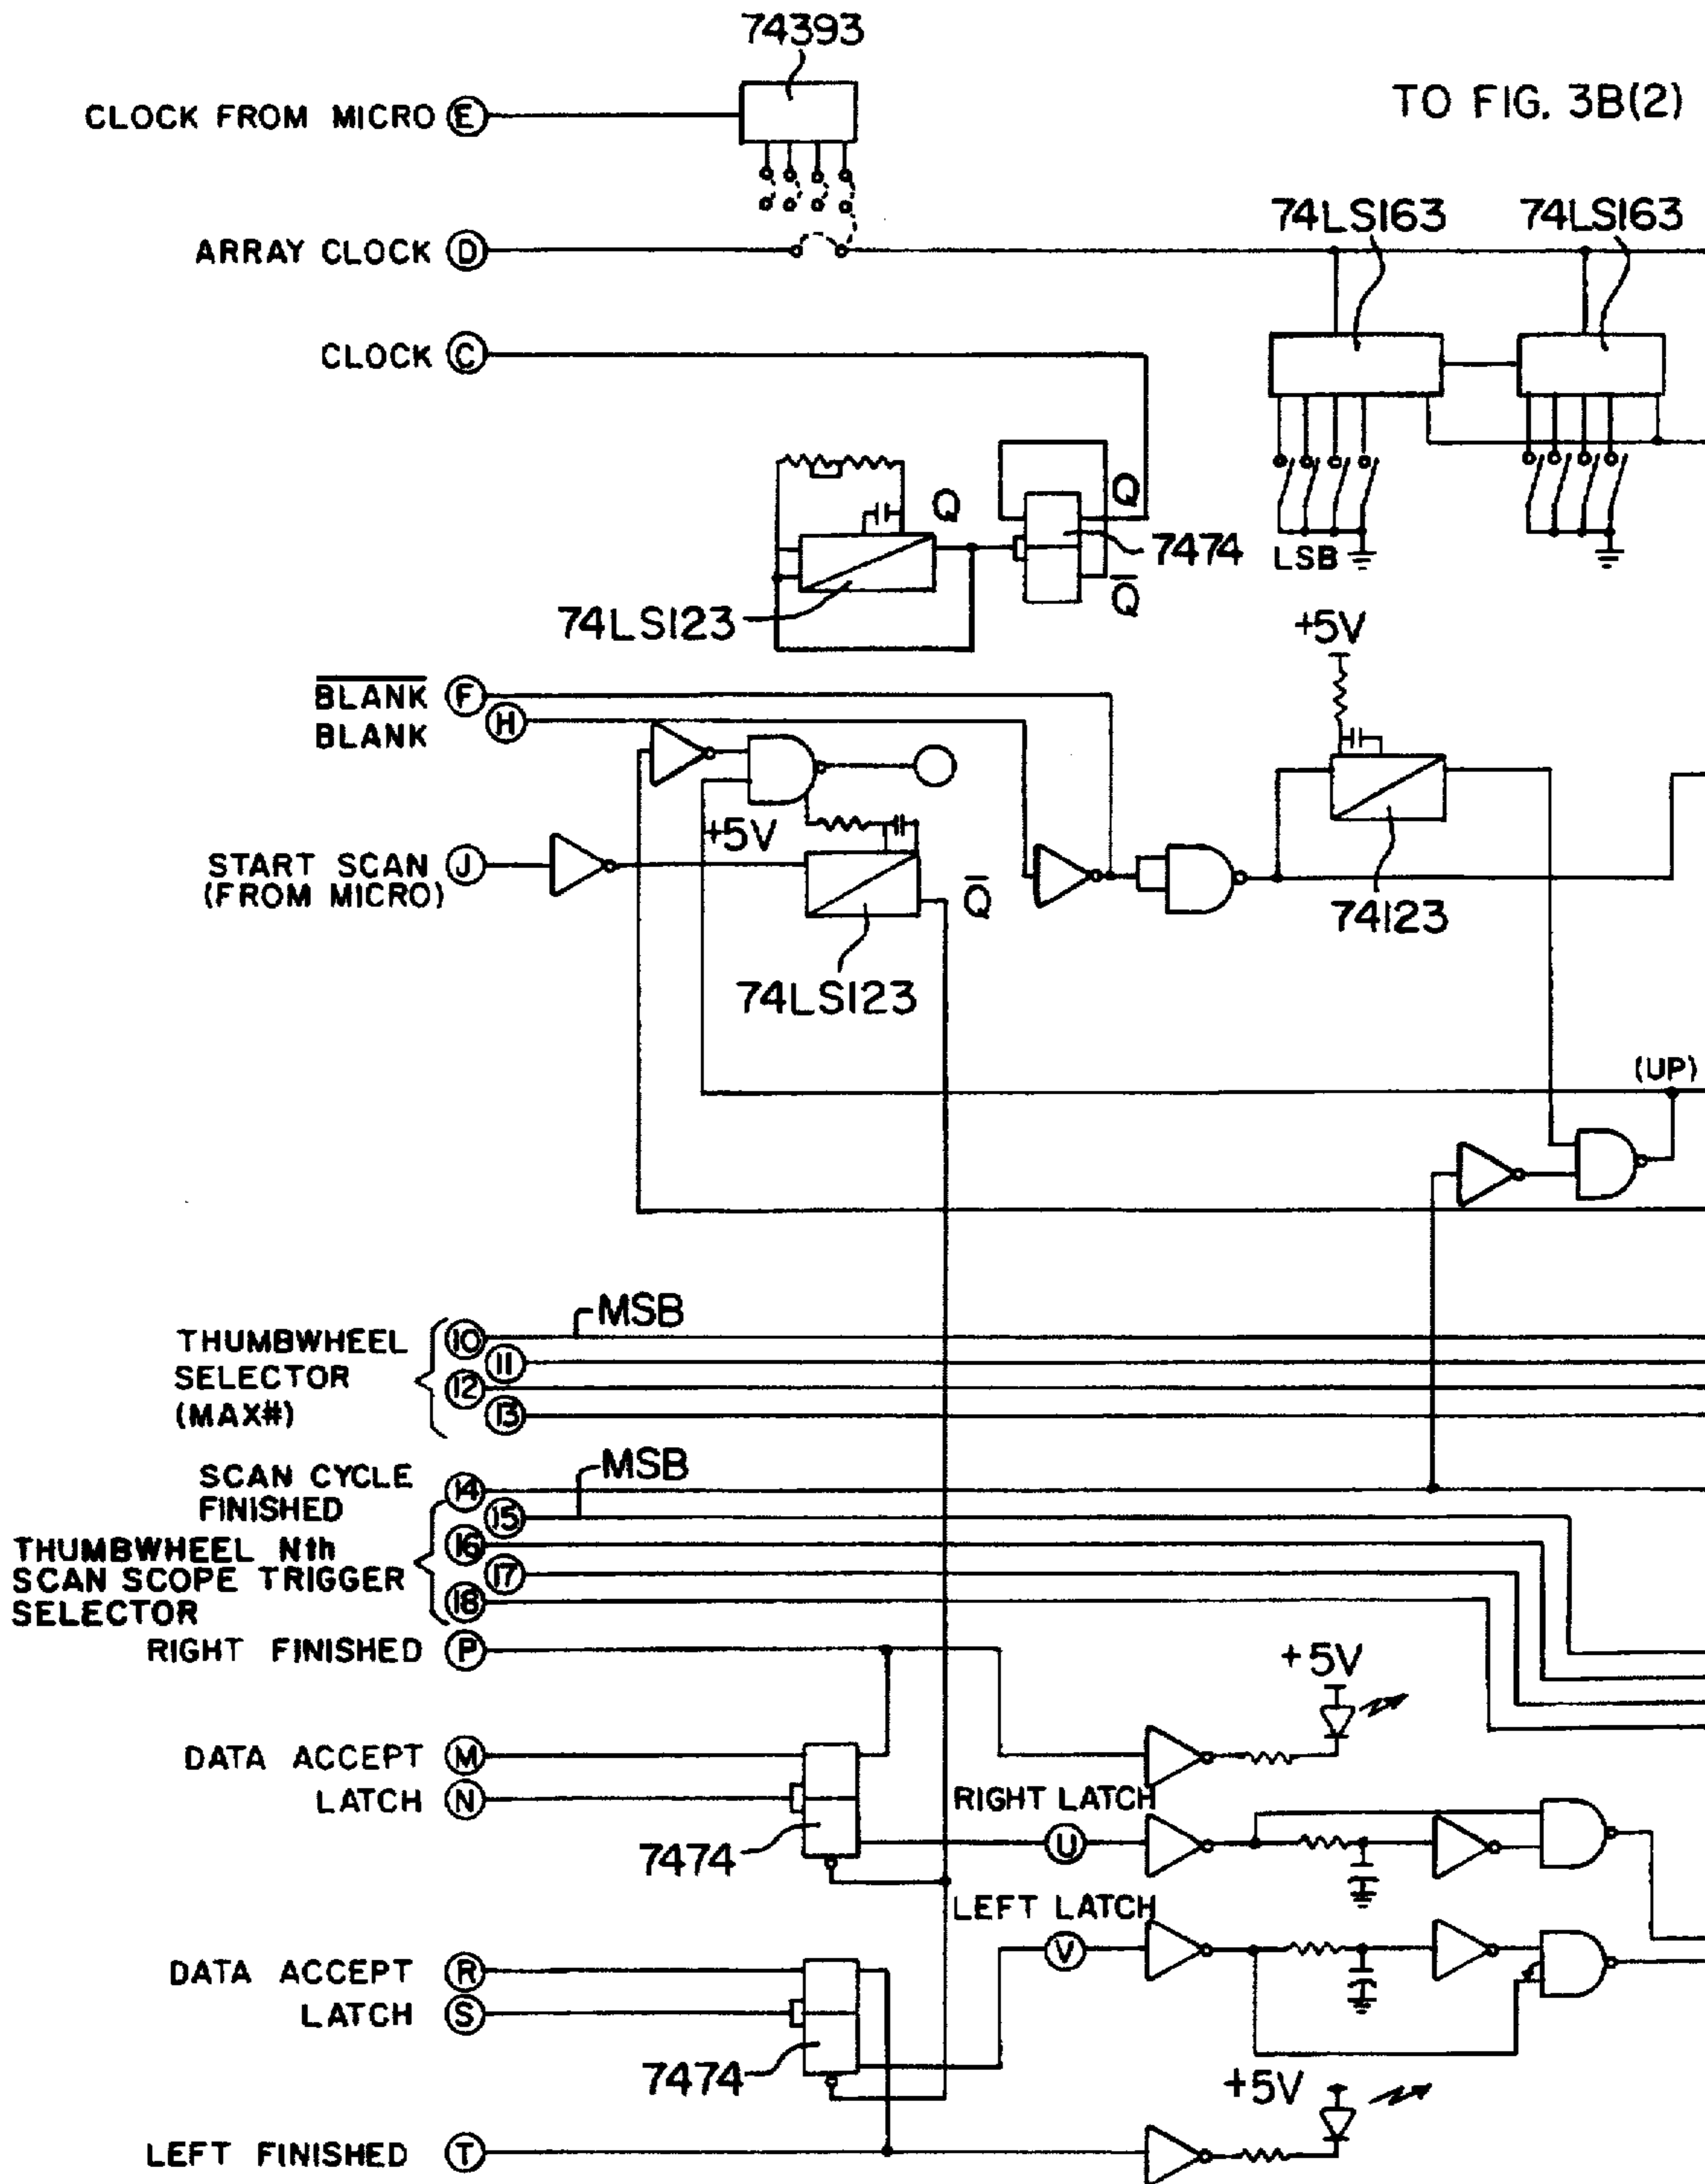 74393
CLOCK FROM MICRO E
TO FIG. 3B(2)
74LS163 74LS163
ARRAY CLOCK D
CLOCK C
Q
Q
7474
LSB
Q̅
74LS123
+5V
B̅L̅A̅N̅K̅ F
BLANK H
+5V
START SCAN J
(FROM MICRO)
Q̅
74123
74LS123
(UP)
MSB
THUMBWHEEL
SELECTOR
(MAX#)
10
11
12
13
MSB
SCAN CYCLE
FINISHED
14
15
THUMBWHEEL Nth
SCAN SCOPE TRIGGER
SELECTOR
16
17
18
RIGHT FINISHED P
+5V
DATA ACCEPT M
LATCH N
RIGHT LATCH
U
7474
LEFT LATCH
V
DATA ACCEPT R
LATCH S
7474
+5V
LEFT FINISHED T